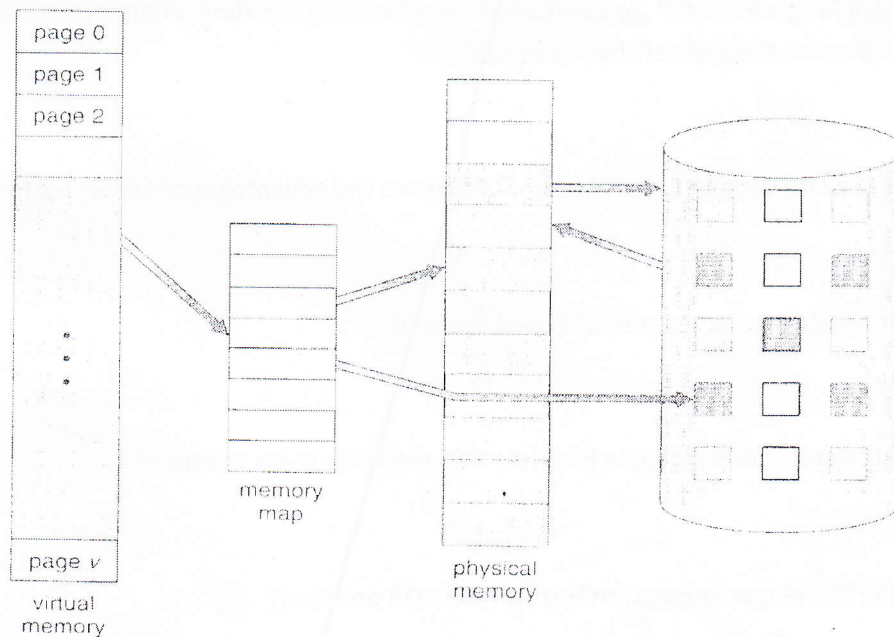 page 0
page 1
page 2
page v
virtual
memory
memory
map
physical
memory